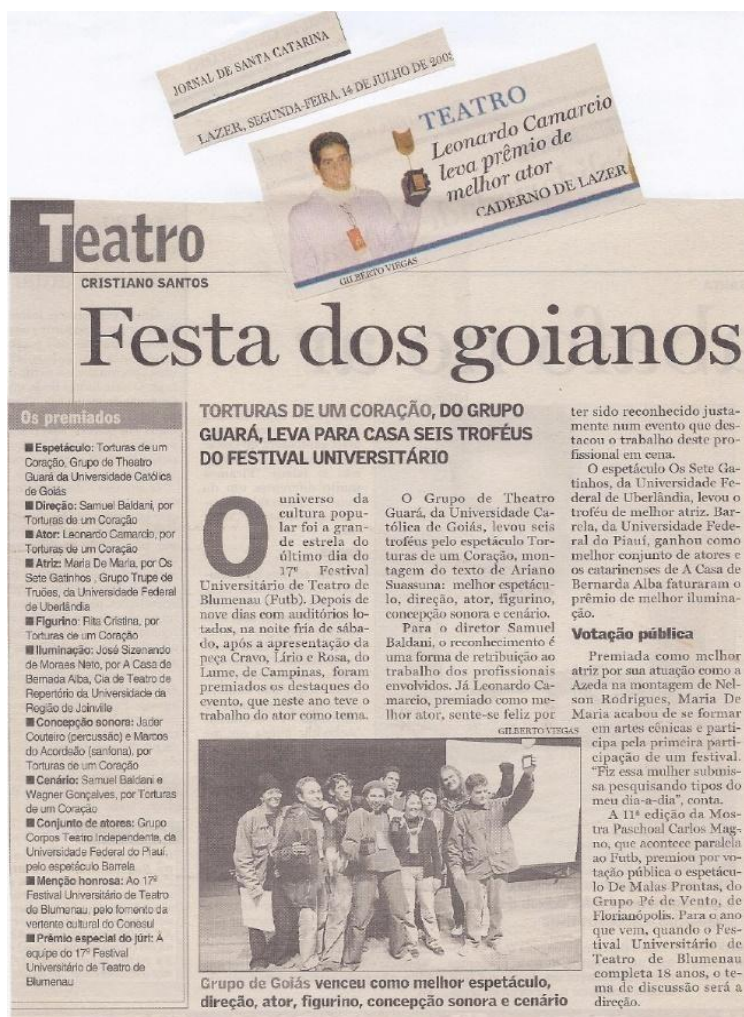 JORNAL DE SANTA CATARINA
LAZER, SEGUNDA-FEIRA, 14 DE JULHO DE
TEATRO
Leonardo Camarcio
leva prêmio de
melhor ator
CADERNO DE LAZER
GILBERTO VIEGAS
Teatro
CRISTIANO SANTOS
Festa dos goianos
Os premiados
■ Espetáculo: Torturas de um
Coração, Grupo de Theatro
Guará da Universidade Católica
de Goiás
■ Direção: Samuel Baldani, por
Torturas de um Coração
■ Ator: Leonardo Camarcio, por
Torturas de um Coração
■ Atriz: Maria De Maria, por Os
Sete Gatinhos , Grupo Trupe de
Truões, da Universidade Federal
de Uberlândia
■ Figurino: Rita Cristina, por
Torturas de um Coração
■ Iluminação: José Sizenando
de Moraes Neto, por A Casa de
Bernada Alba, Cia de Teatro de
Repertório da Universidade da
Região de Joinville
■ Concepção sonora: Jader
Couteiro (percussão) e Marcos
do Acordeão (sanfona), por
Torturas de um Coração
■ Cenário: Samuel Baldani e
Wagner Gonçalves, por Torturas
de um Coração
■ Conjunto de atores: Grupo
Corpos Teatro Independente, da
Universidade Federal do Piauí,
pelo espetáculo Barrela
■ Menção honrosa: Ao 17º
Festival Universitário de Teatro
de Blumenau, pelo fomento da
vertente cultural do Conesul
■ Prêmio especial do júri: À
equipe do 17º Festival
Universitário de Teatro de
Blumenau
TORTURAS DE UM CORAÇÃO, DO GRUPO
GUARÁ, LEVA PARA CASA SEIS TROFÉUS
DO FESTIVAL UNIVERSITÁRIO
O universo da
cultura popu-
lar foi a gran-
de estrela do
último dia do
17º Festival
Universitário de Teatro de
Blumenau (Futb). Depois de
nove dias com auditórios lo-
tados, na noite fria de sába-
do, após a apresentação da
peça Cravo, Lírio e Rosa, do
Lume, de Campinas, foram
premiados os destaques do
evento, que neste ano teve o
trabalho do ator como tema.
O Grupo de Theatro
Guará, da Universidade Ca-
tólica de Goiás, levou seis
troféus pelo espetáculo Tor-
turas de um Coração, mon-
tagem do texto de Ariano
Suassuna: melhor espetácu-
lo, direção, ator, figurino,
concepção sonora e cenário.
Para o diretor Samuel
Baldani, o reconhecimento é
uma forma de retribuição ao
trabalho dos profissionais
envolvidos. Já Leonardo Ca-
marcio, premiado como me-
lhor ator, sente-se feliz por
ter sido reconhecido justa-
mente num evento que des-
tacou o trabalho deste pro-
fissional em cena.
O espetáculo Os Sete Ga-
tinhos, da Universidade Fe-
deral de Uberlândia, levou o
troféu de melhor atriz. Bar-
rela, da Universidade Fede-
ral do Piauí, ganhou como
melhor conjunto de atores e
os catarinenses de A Casa de
Bernarda Alba faturaram o
prêmio de melhor ilumina-
ção.
Votação pública
Premiada como melhor
atriz por sua atuação como a
Azeda na montagem de Nel-
son Rodrigues, Maria De
Maria acabou de se formar
em artes cênicas e parti-
cipa pela primeira parti-
cipação de um festival.
“Fiz essa mulher submis-
sa pesquisando tipos do
meu dia-a-dia”, conta.
A 11ª edição da Mos-
tra Paschoal Carlos Mag-
no, que acontece paralela
ao Futb, premiou por vo-
tação pública o espetácu-
lo De Malas Prontas, do
Grupo Pé de Vento, de
Florianópolis. Para o ano
que vem, quando o Fes-
tival Universitário de
Teatro de Blumenau
completa 18 anos, o te-
ma de discussão será a
direção.
GILBERTO VIEGAS
Grupo de Goiás venceu como melhor espetáculo,
direção, ator, figurino, concepção sonora e cenário